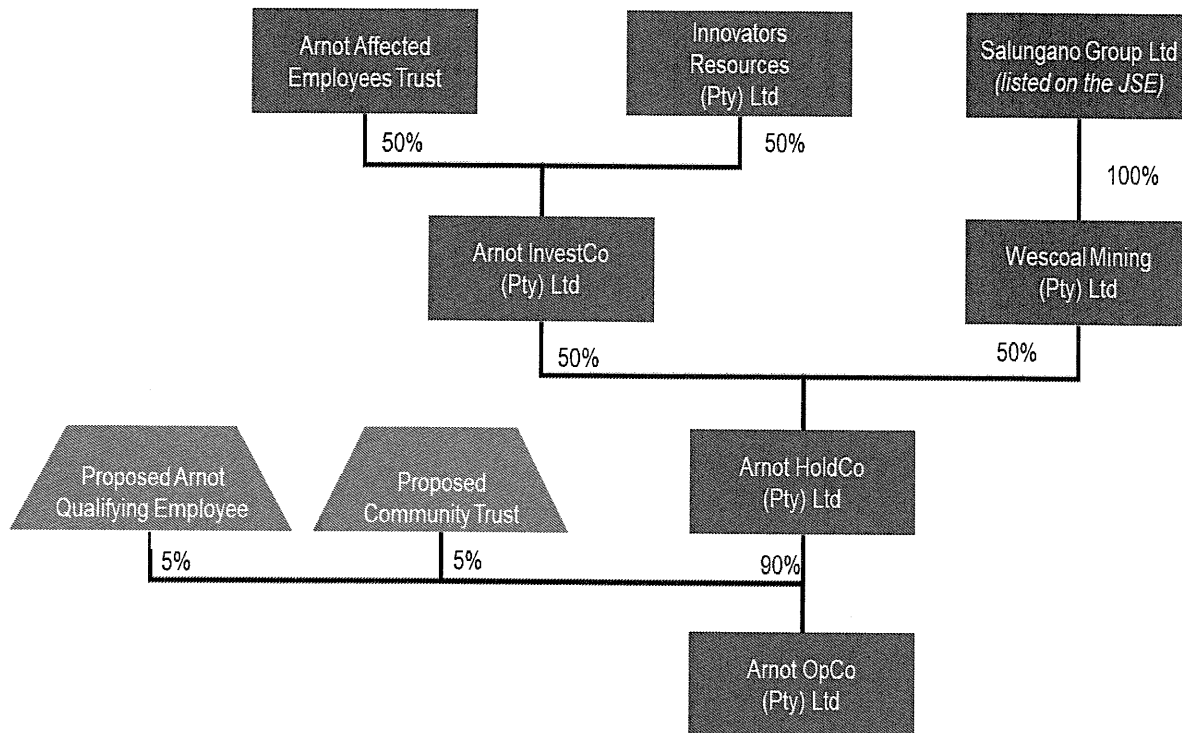 Arnot Affected
Employees Trust
Innovators
Resources
(Pty) Ltd
Salungano Group Ltd
(listed on the JSE)
50%
50%
100%
Arnot InvestCo
(Pty) Ltd
Wescoal Mining
(Pty) Ltd
50%
50%
Proposed Arnot
Qualifying Employee
Proposed
Community Trust
Arnot HoldCo
(Pty) Ltd
5%
5%
90%
Arnot OpCo
(Pty) Ltd